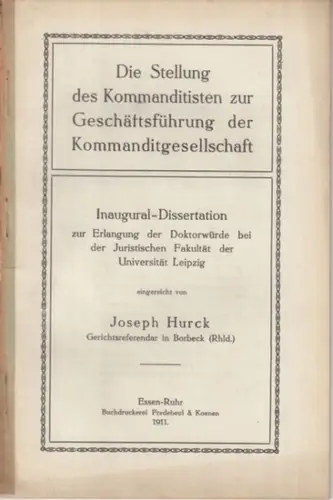 Die Stellung
des Kommanditisten zur
Geschäftsführung der
Kommanditgesellschaft
Inaugural-Dissertation
zur Erlangung der Doktorwürde bei
der Juristischen Fakultät der
Universität Leipzig
eingereicht von
Joseph Hurck
Gerichtsreferendar in Borbeck (Rhld.)
Essen-Ruhr
Buchdruckerei Fredebeul & Koenen
1911.